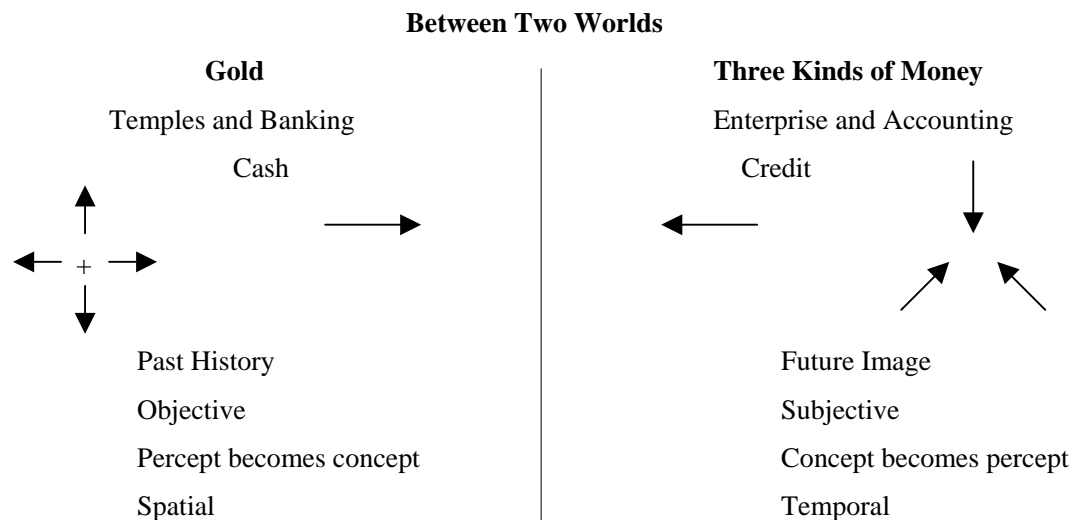 Between Two Worlds
Gold
Three Kinds of Money
Temples and Banking
Enterprise and Accounting
Cash
Credit
+
Past History
Future Image
Objective
Subjective
Percept becomes concept
Concept becomes percept
Spatial
Temporal